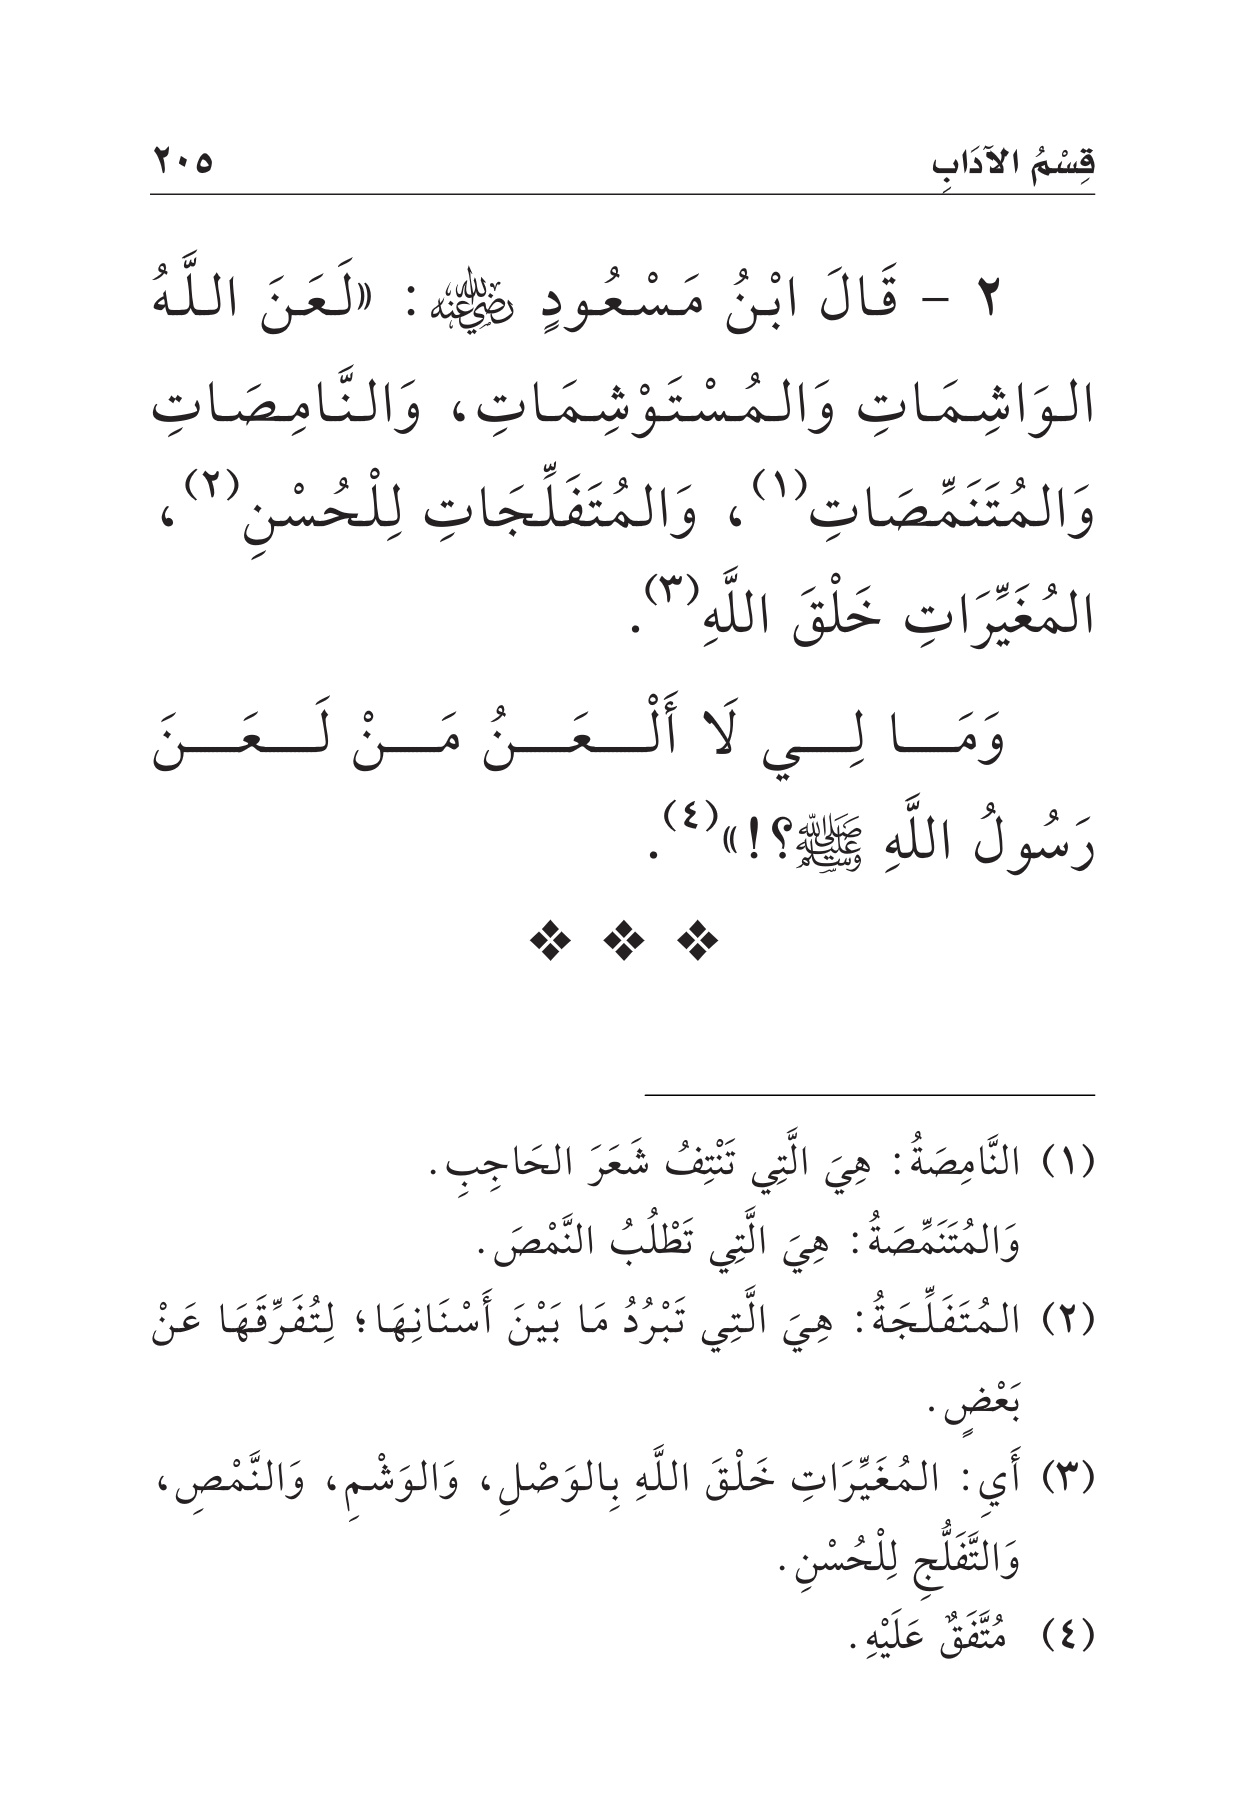 قِسْمُ الآدَابِ ٢٠٥
٢ - قَالَ ابْنُ مَسْعُودٍ رضي الله عنه: «لَعَنَ اللَّهُ
الوَاشِمَاتِ وَالمُسْتَوْشِمَاتِ، وَالنَّامِصَاتِ
وَالمُتَنَمِّصَاتِ(١)، وَالمُتَفَلِّجَاتِ لِلْحُسْنِ(٢)،
المُغَيِّرَاتِ خَلْقَ اللَّهِ(٣).
وَمَا لِي لَا أَلْعَنُ مَنْ لَعَنَ
رَسُولُ اللَّهِ ﷺ؟!»(٤).
(١) النَّامِصَةُ: هِيَ الَّتِي تَنْتِفُ شَعَرَ الحَاجِبِ.
وَالمُتَنَمِّصَةُ: هِيَ الَّتِي تَطْلُبُ النَّمْصَ.
(٢) المُتَفَلِّجَةُ: هِيَ الَّتِي تَبْرُدُ مَا بَيْنَ أَسْنَانِهَا؛ لِتُفَرِّقَهَا عَنْ
بَعْضٍ.
(٣) أَيِ: المُغَيِّرَاتِ خَلْقَ اللَّهِ بِالوَصْلِ، وَالوَشْمِ، وَالنَّمْصِ،
وَالتَّفَلُّجِ لِلْحُسْنِ.
(٤) مُتَّفَقٌ عَلَيْهِ.